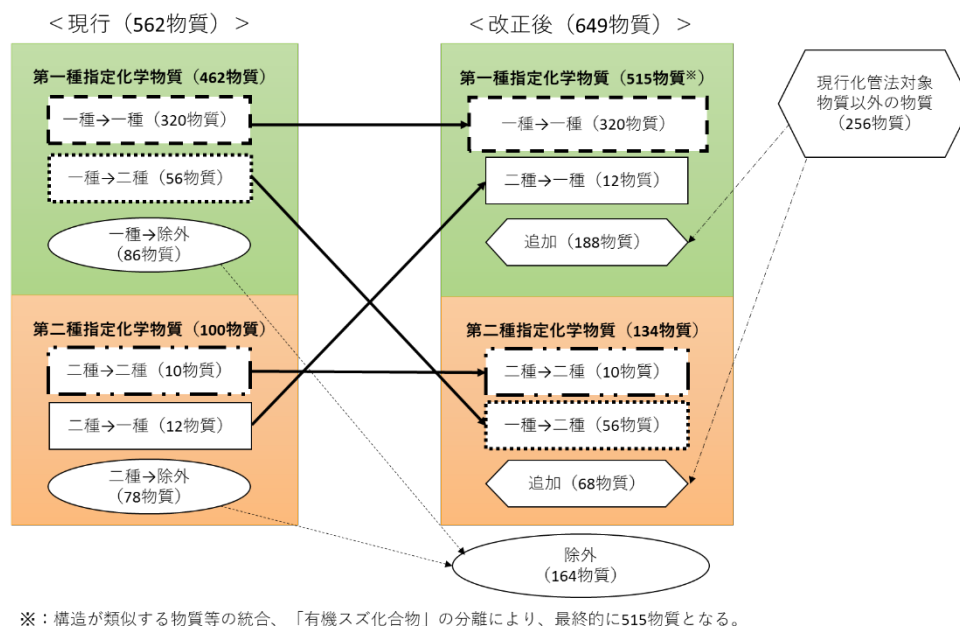 ＜現行（562物質）＞
第一種指定化学物質（462物質）
一種→一種（320物質）
一種→二種（56物質）
一種→除外
（86物質）
第二種指定化学物質（100物質）
二種→二種（10物質）
二種→一種（12物質）
二種→除外
（78物質）
＜改正後（649物質）＞
第一種指定化学物質（515物質※）
一種→一種（320物質）
二種→一種（12物質）
追加（188物質）
第二種指定化学物質（134物質）
二種→二種（10物質）
一種→二種（56物質）
追加（68物質）
現行化管法対象
物質以外の物質
（256物質）
除外
（164物質）
※：構造が類似する物質等の統合、「有機スズ化合物」の分離により、最終的に515物質となる。